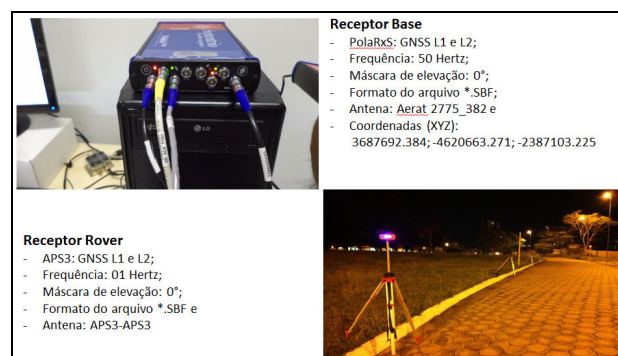 Receptor Base
- PolaRxS: GNSS L1 e L2;
- Frequência: 50 Hertz;
- Máscara de elevação: 0°;
- Formato do arquivo *.SBF;
- Antena: Aerat 2775_382 e
- Coordenadas (XYZ):
3687692.384; -4620663.271; -2387103.225
LG
Receptor Rover
- APS3: GNSS L1 e L2;
- Frequência: 01 Hertz;
- Máscara de elevação: 0°;
- Formato do arquivo *.SBF e
- Antena: APS3-APS3